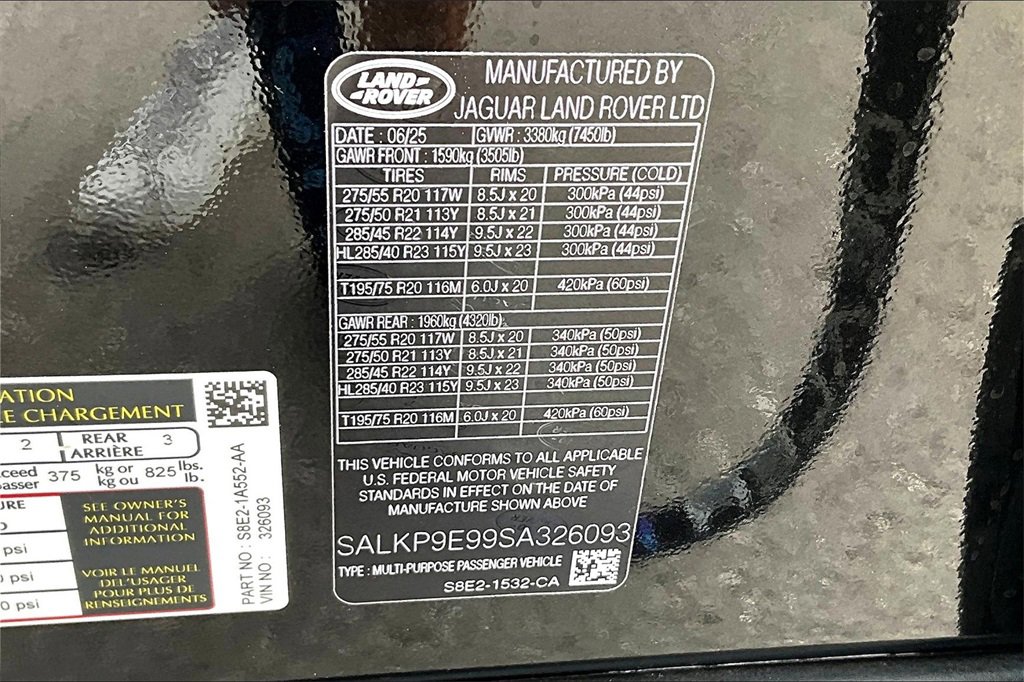 LAND-
-ROVER
MANUFACTURED BY
JAGUAR LAND ROVER LTD
DATE : 06/25 GVWR : 3380kg (7450lb)
GAWR FRONT : 1590kg (3505lb)
TIRES RIMS PRESSURE (COLD)
275/55 R20 117W 8.5J x 20 300kPa (44psi)
275/50 R21 113Y 8.5J x 21 300kPa (44psi)
285/45 R22 114Y 9.5J x 22 300kPa (44psi)
HL285/40 R23 115Y 9.5J x 23 300kPa (44psi)
T195/75 R20 116M 6.0J x 20 420kPa (60psi)
GAWR REAR : 1960kg (4320lb)
275/55 R20 117W 8.5J x 20 340kPa (50psi)
275/50 R21 113Y 8.5J x 21 340kPa (50psi)
285/45 R22 114Y 9.5J x 22 340kPa (50psi)
HL285/40 R23 115Y 9.5J x 23 340kPa (50psi)
T195/75 R20 116M 6.0J x 20 420kPa (60psi)
THIS VEHICLE CONFORMS TO ALL APPLICABLE
U.S. FEDERAL MOTOR VEHICLE SAFETY
STANDARDS IN EFFECT ON THE DATE OF
MANUFACTURE SHOWN ABOVE
SALKP9E99SA326093
TYPE : MULTI-PURPOSE PASSENGER VEHICLE
S8E2-1532-CA
ATION
E CHARGEMENT
2 REAR 3
ARRIÈRE
xceed 375 kg or 825 lbs.
passer kg ou lb.
URE
D
psi
0 psi
0 psi
SEE OWNER'S
MANUAL FOR
ADDITIONAL
INFORMATION
VOIR LE MANUEL
DEL'USAGER
POUR PLUS DE
RENSEIGNEMENTS
PART NO : S8E2-1A552-AA
VIN NO : 326093